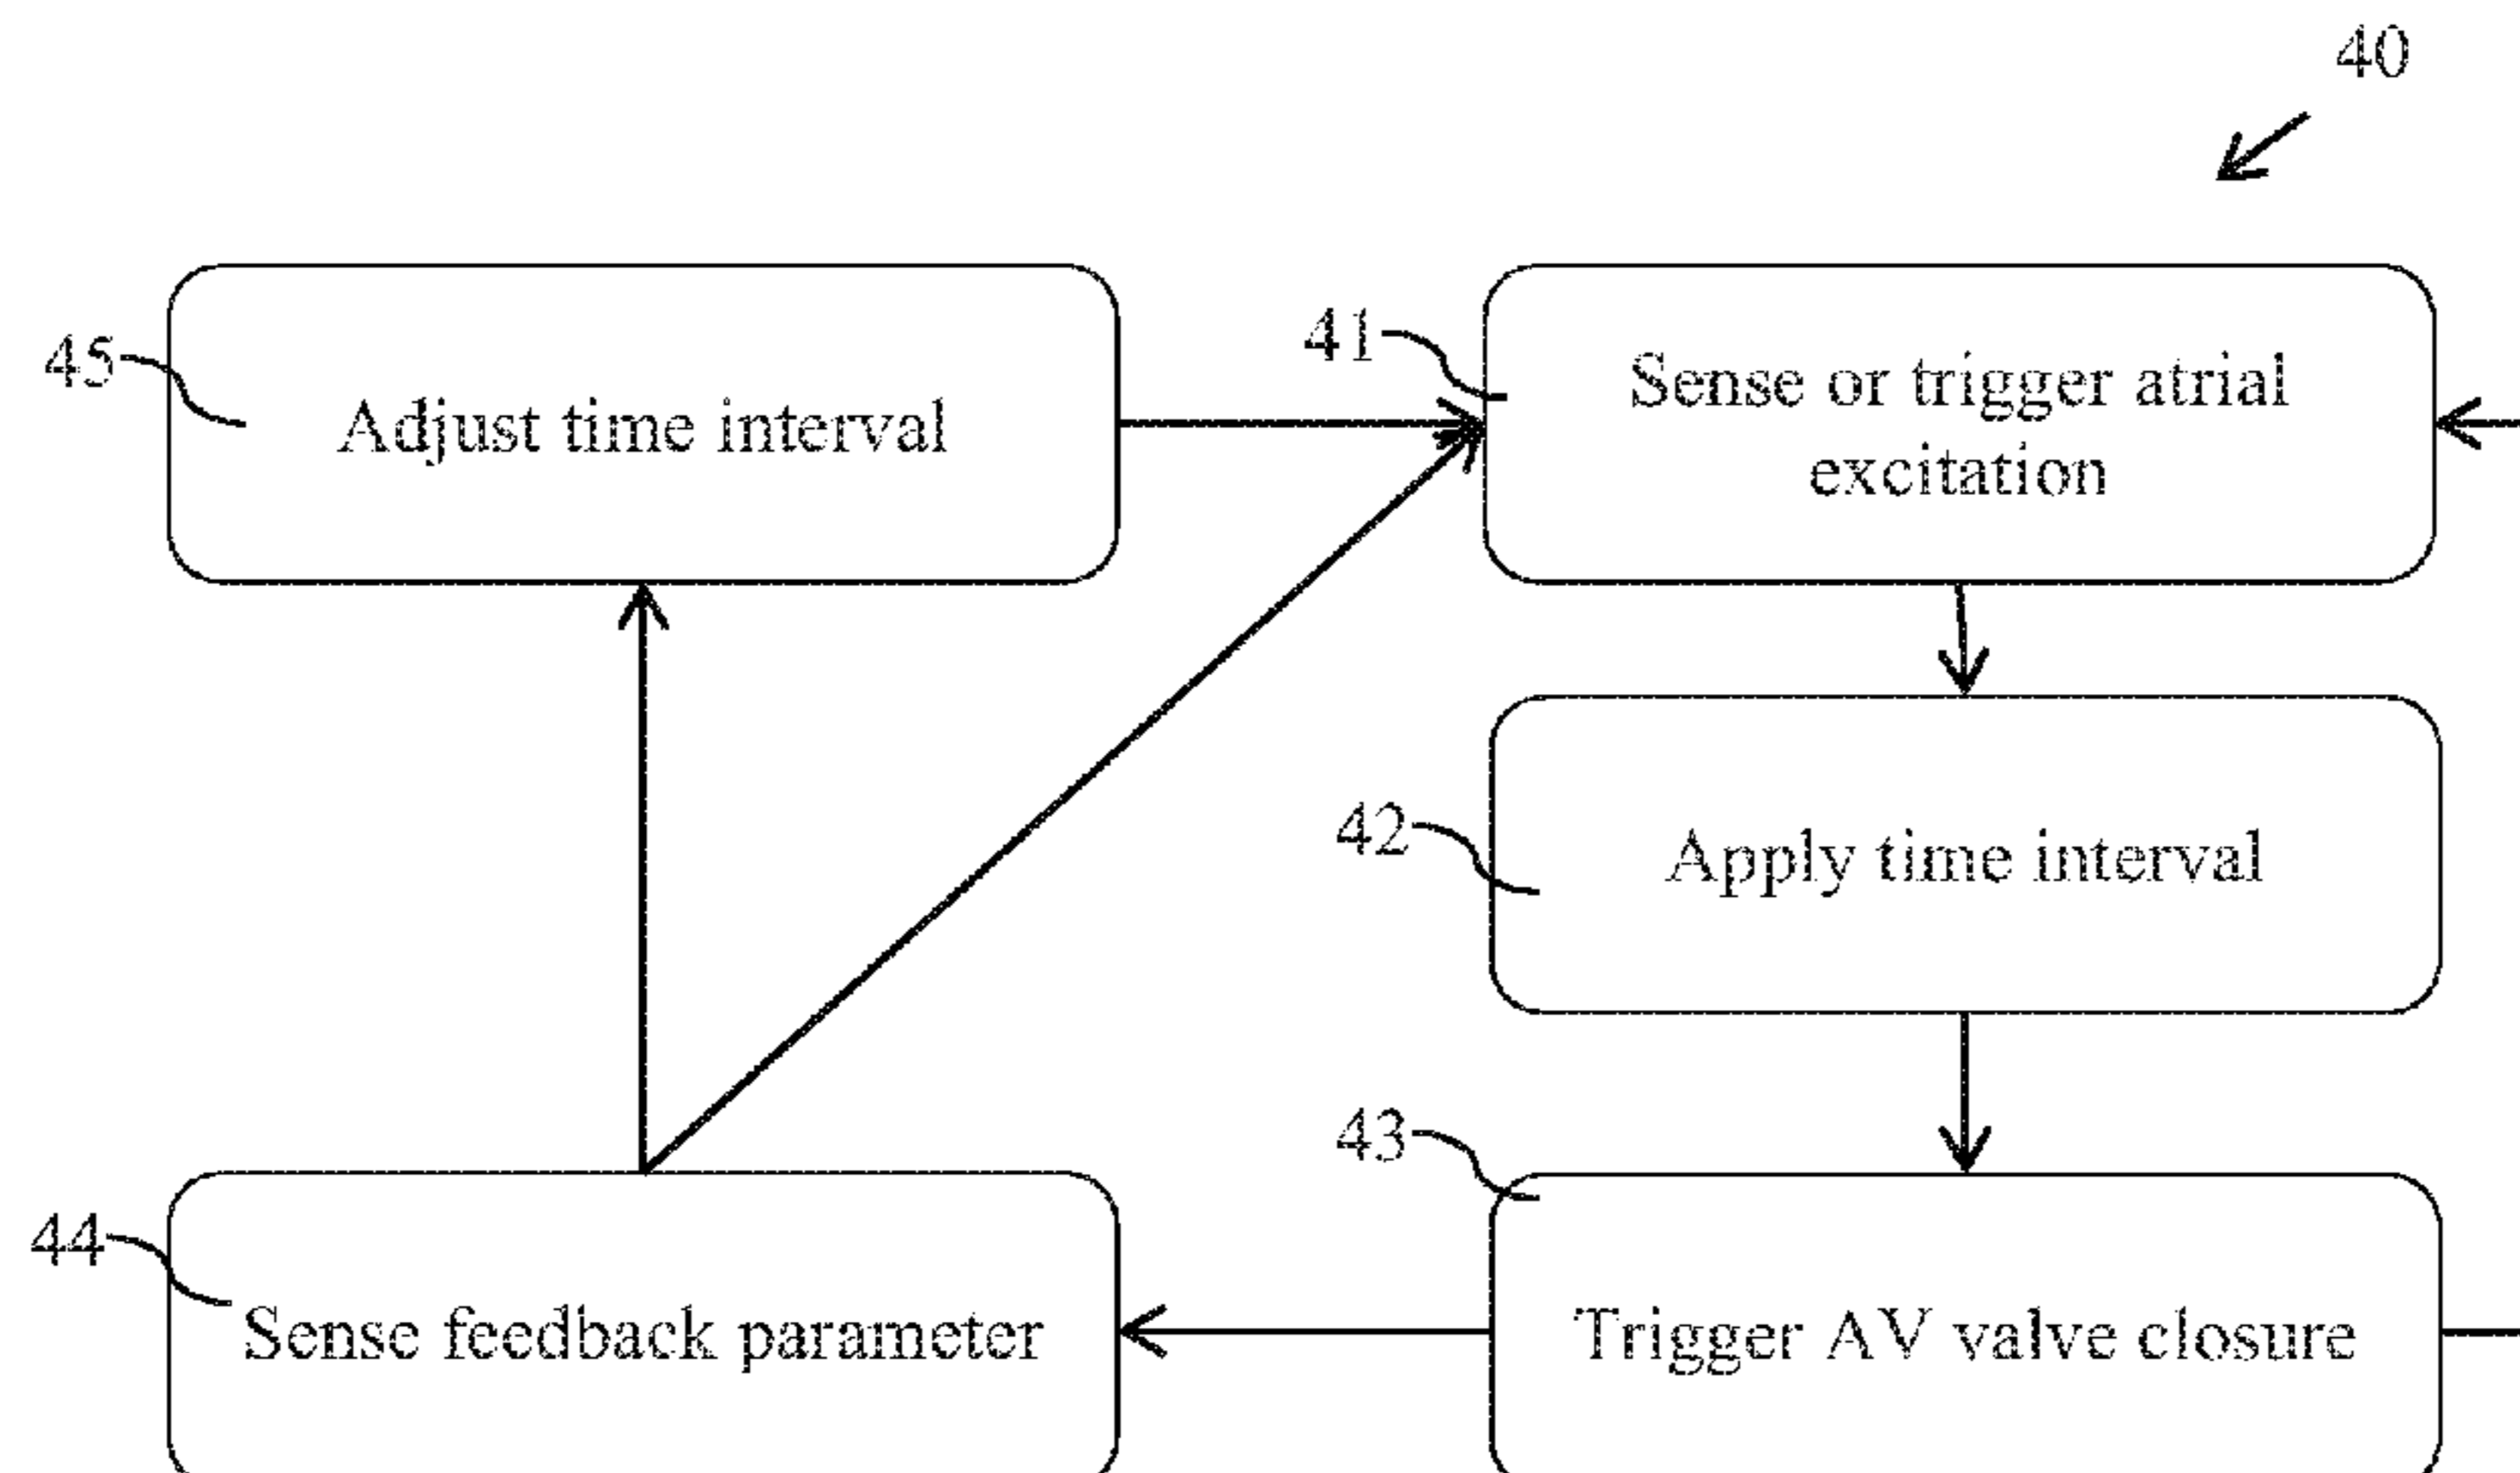 40
45
Adjust time interval
41
Sense or trigger atrial
excitation
42
Apply time interval
43
Trigger AV valve closure
44
Sense feedback parameter